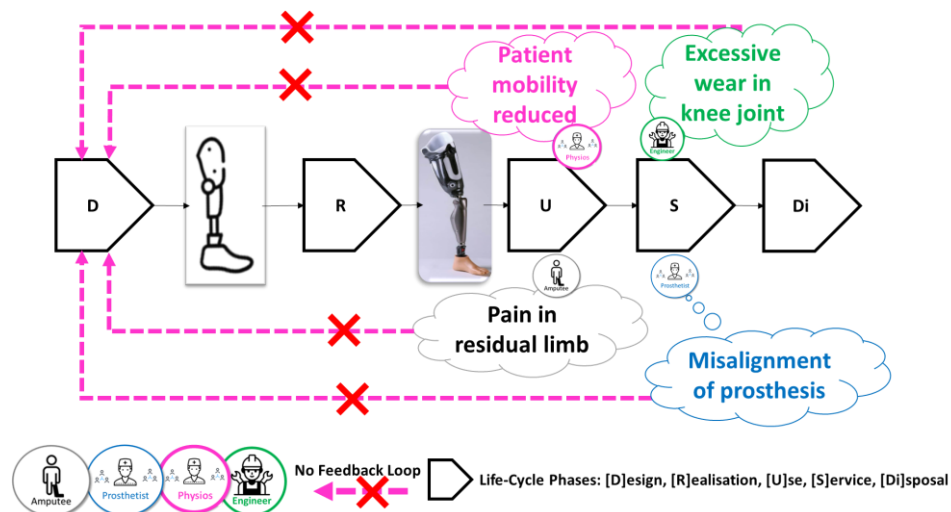 Patient
mobility
reduced
Excessive
wear in
knee joint
Physios
Engineer
D
R
U
S
Di
Amputee
Prosthetist
Pain in
residual limb
Misalignment
of prosthesis
Amputee
Prosthetist
Physios
Engineer
No Feedback Loop
Life-Cycle Phases: [D]esign, [R]ealisation, [U]se, [S]ervice, [Di]sposal